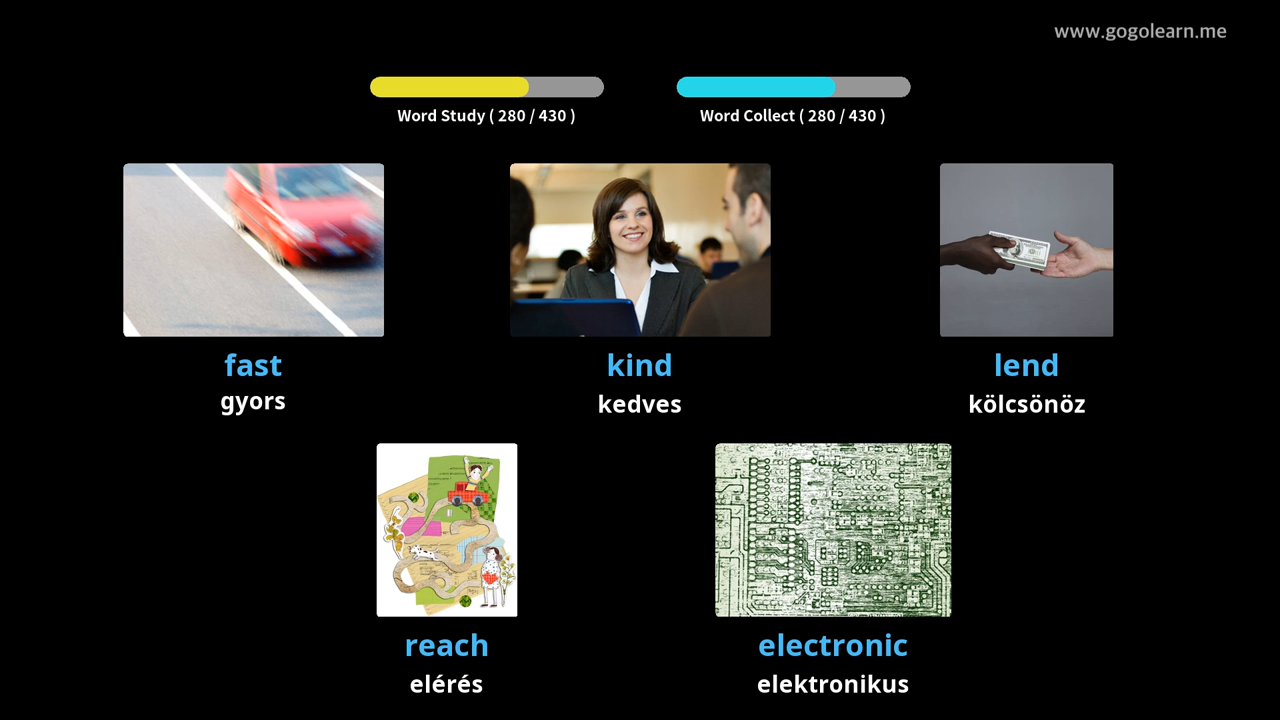 www.gogolearn.me
Word Study ( 280 / 430 )
Word Collect ( 280 / 430 )
fast
gyors
kind
kedves
lend
kölcsönöz
reach
elérés
electronic
elektronikus